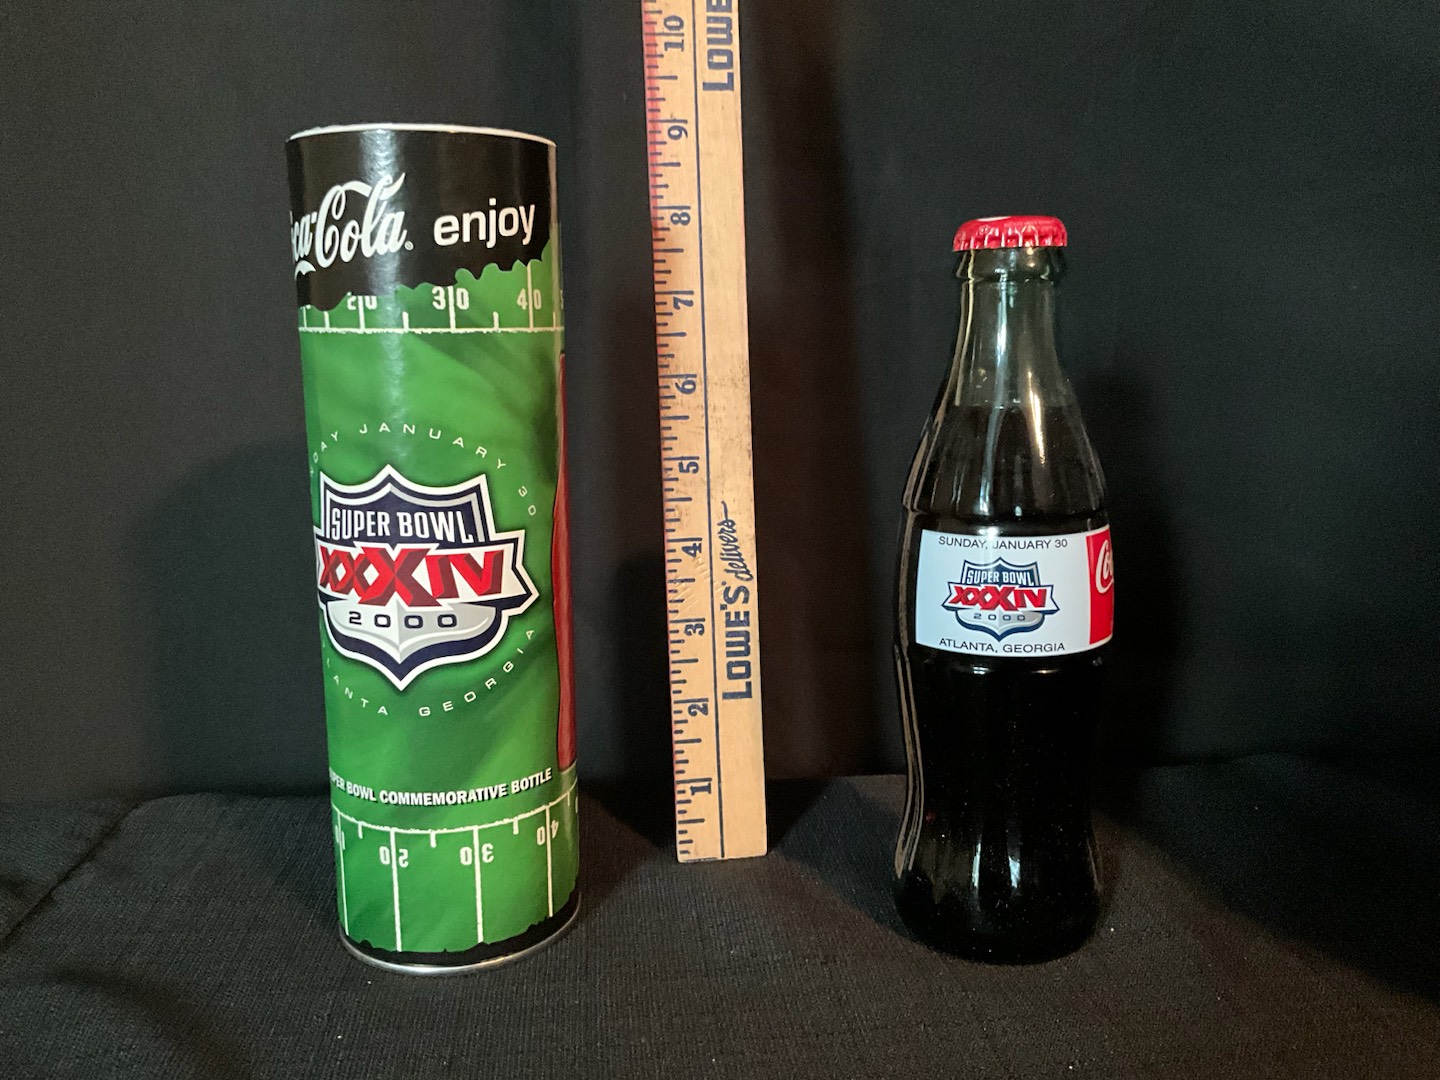 Coca-Cola enjoy
20 30 40
DAY JANUARY 30
SUPER BOWL
XXXIV
2000
ATLANTA GEORGIA
SUPER BOWL COMMEMORATIVE BOTTLE
20 30 40
10
9
8
7
6
5
4
3
2
1
LOWE
LOWE'S delivers
SUNDAY, JANUARY 30
SUPER BOWL
XXXIV
2000
ATLANTA, GEORGIA